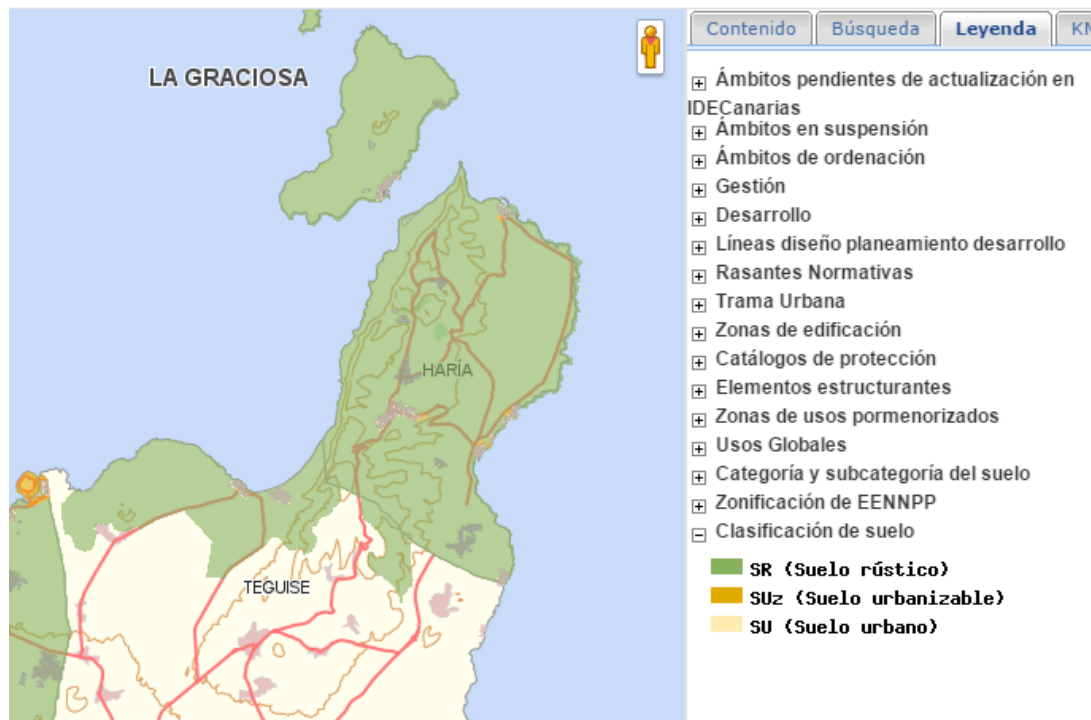 LA GRACIOSA
HARÍA
TEGUISE
Contenido
Búsqueda
Leyenda
KM
Ámbitos pendientes de actualización en
IDECanarias
Ámbitos en suspensión
Ámbitos de ordenación
Gestión
Desarrollo
Líneas diseño planeamiento desarrollo
Rasantes Normativas
Trama Urbana
Zonas de edificación
Catálogos de protección
Elementos estructurantes
Zonas de usos pormenorizados
Usos Globales
Categoría y subcategoría del suelo
Zonificación de EENNPP
Clasificación de suelo
SR (Suelo rústico)
SUz (Suelo urbanizable)
SU (Suelo urbano)